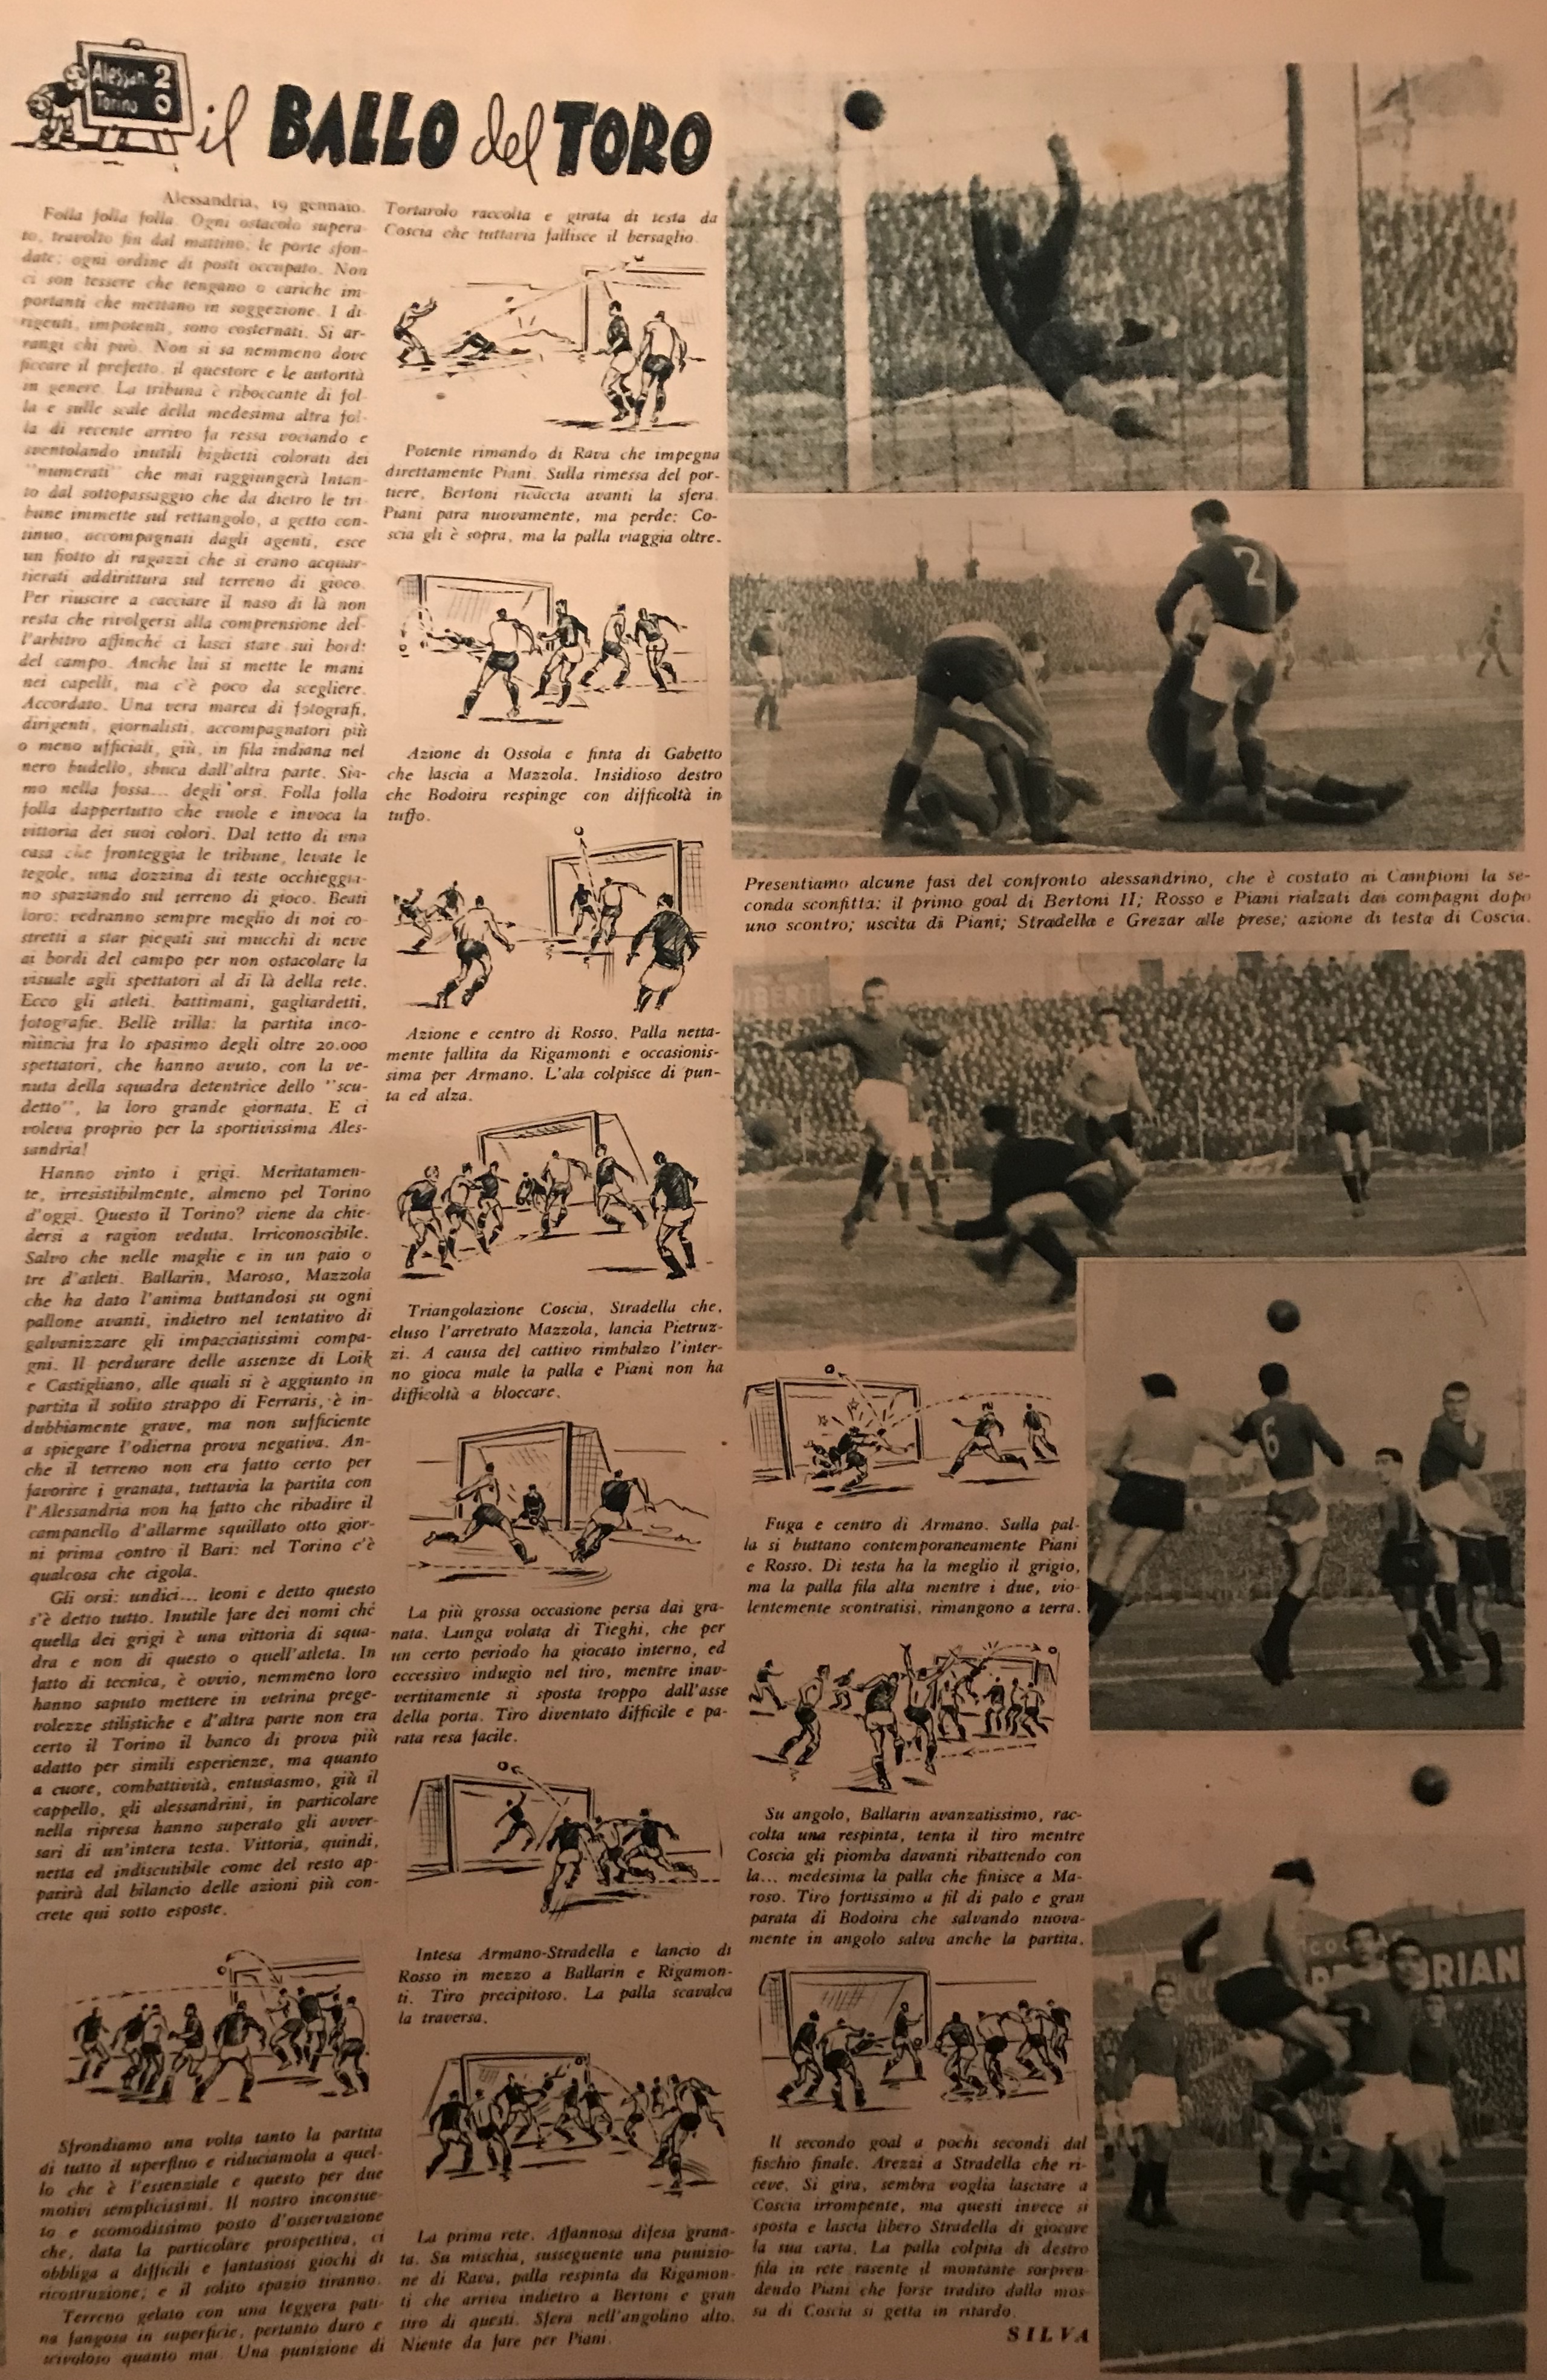 Alessan. 2
Torino 0
il BALLO del TORO
Alessandria, 19 gennaio.
Folla folla folla. Ogni ostacolo supera-
to, travolto fin dal mattino; le porte sfon-
date; ogni ordine di posti occupato. Non
ci son tessere che tengano o cariche im-
portanti che mettano in soggezione. I di-
rigenti, impotenti, sono costernati. Si ar-
rangi chi può. Non si sa nemmeno dove
ficcare il prefetto, il questore e le autorità
in genere. La tribuna è riboccante di fol-
la e sulle scale della medesima altra fol-
la di recente arrivo fa ressa vociando e
sventolando inutili biglietti colorati dei
"numerati" che mai raggiungerà Intan-
to dal sottopassaggio che da dietro le tri-
bune immette sul rettangolo, a getto con-
tinuo, accompagnati dagli agenti, esce
un fiotto di ragazzi che si erano acquar-
tierati addirittura sul terreno di gioco.
Per riuscire a cacciare il naso di là non
resta che rivolgersi alla comprensione del-
l'arbitro affinché ci lasci stare sui bordi
del campo. Anche lui si mette le mani
nei capelli, ma c'è poco da scegliere.
Accordato. Una vera marea di fotografi,
dirigenti, giornalisti, accompagnatori più
o meno ufficiali, giù, in fila indiana nel
nero budello, sbuca dall'altra parte. Sia-
mo nella fossa... degli orsi. Folla folla
folla dappertutto che vuole e invoca la
vittoria dei suoi colori. Dal tetto di una
casa che fronteggia le tribune, levate le
tegole, una dozzina di teste occhieggia-
no spaziando sul terreno di gioco. Beati
loro: vedranno sempre meglio di noi co-
stretti a star piegati sui mucchi di neve
ai bordi del campo per non ostacolare la
visuale agli spettatori al di là della rete.
Ecco gli atleti, battimani, gagliardetti,
fotografie. Bellè trilla: la partita inco-
mincia fra lo spasimo degli oltre 20.000
spettatori, che hanno avuto, con la ve-
nuta della squadra detentrice dello "scu-
detto", la loro grande giornata. E ci
voleva proprio per la sportivissima Ales-
sandria!
Hanno vinto i grigi. Meritatamen-
te, irresistibilmente, almeno pel Torino
d'oggi. Questo il Torino? viene da chie-
dersi a ragion veduta. Irriconoscibile.
Salvo che nelle maglie e in un paio o
tre d'atleti. Ballarin, Maroso, Mazzola
che ha dato l'anima buttandosi su ogni
pallone avanti, indietro nel tentativo di
galvanizzare gli impacciatissimi compa-
gni. Il perdurare delle assenze di Loik
e Castigliano, alle quali si è aggiunto in
partita il solito strappo di Ferraris, è in-
dubbiamente grave, ma non sufficiente
a spiegare l'odierna prova negativa. An-
che il terreno non era fatto certo per
favorire i granata, tuttavia la partita con
l'Alessandria non ha fatto che ribadire il
campanello d'allarme squillato otto gior-
ni prima contro il Bari: nel Torino c'è
qualcosa che cigola.
Gli orsi: undici... leoni e detto questo
s'è detto tutto. Inutile fare dei nomi ché
quella dei grigi è una vittoria di squa-
dra e non di questo o quell'atleta. In
fatto di tecnica, è ovvio, nemmeno loro
hanno saputo mettere in vetrina prege-
volezze stilistiche e d'altra parte non era
certo il Torino il banco di prova più
adatto per simili esperienze, ma quanto
a cuore, combattività, entusiasmo, giù il
cappello, gli alessandrini, in particolare
nella ripresa hanno superato gli avver-
sari di un'intera testa. Vittoria, quindi,
netta ed indiscutibile come del resto ap-
parirà dal bilancio delle azioni più con-
crete qui sotto esposte.
Sfrondiamo una volta tanto la partita
di tutto il uperfluo e riduciamola a quel-
lo che è l'essenziale e questo per due
motivi semplicissimi. Il nostro inconsue-
to e scomodissimo posto d'osservazione
che, data la particolare prospettiva, ci
obbliga a difficili e fantasiosi giochi di
ricostruzione; e il solito spazio tiranno.
Terreno gelato con una leggera pati-
na fangosa in superficie, pertanto duro e
scivoloso quanto mai. Una punizione di
Tortarolo raccolta e girata di testa da
Coscia che tuttavia fallisce il bersaglio.
Potente rimando di Rava che impegna
direttamente Piani. Sulla rimessa del por-
tiere, Bertoni ricaccia avanti la sfera.
Piani para nuovamente, ma perde: Co-
scia gli è sopra, ma la palla viaggia oltre.
Azione di Ossola e finta di Gabetto
che lascia a Mazzola. Insidioso destro
che Bodoira respinge con difficoltà in
tuffo.
Azione e centro di Rosso. Palla netta-
mente fallita da Rigamonti e occasionis-
sima per Armano. L'ala colpisce di pun-
ta ed alza.
Triangolazione Coscia, Stradella che,
eluso l'arretrato Mazzola, lancia Pietruz-
zi. A causa del cattivo rimbalzo l'inter-
no gioca male la palla e Piani non ha
difficoltà a bloccare.
La più grossa occasione persa dai gra-
nata. Lunga volata di Tieghi, che per
un certo periodo ha giocato interno, ed
eccessivo indugio nel tiro, mentre inav-
vertitamente si sposta troppo dall'asse
della porta. Tiro diventato difficile e pa-
rata resa facile.
Intesa Armano-Stradella e lancio di
Rosso in mezzo a Ballarin e Rigamon-
ti. Tiro precipitoso. La palla scavalca
la traversa.
La prima rete. Affannosa difesa grana-
ta. Su mischia, susseguente una punizio-
ne di Rava, palla respinta da Rigamon-
ti che arriva indietro a Bertoni e gran
tiro di questi. Sfera nell'angolino alto.
Niente da fare per Piani.
2
Presentiamo alcune fasi del confronto alessandrino, che è costato ai Campioni la se-
conda sconfitta: il primo goal di Bertoni II; Rosso e Piani rialzati dai compagni dopo
uno scontro; uscita di Piani; Stradella e Grezar alle prese; azione di testa di Coscia.
6
Fuga e centro di Armano. Sulla pal-
la si buttano contemporaneamente Piani
e Rosso. Di testa ha la meglio il grigio,
ma la palla fila alta mentre i due, vio-
lentemente scontratisi, rimangono a terra.
Su angolo, Ballarin avanzatissimo, rac-
colta una respinta, tenta il tiro mentre
Coscia gli piomba davanti ribattendo con
la... medesima la palla che finisce a Ma-
roso. Tiro fortissimo a fil di palo e gran
parata di Bodoira che salvando nuova-
mente in angolo salva anche la partita.
Il secondo goal a pochi secondi dal
fischio finale. Arezzi a Stradella che ri-
ceve. Si gira, sembra voglia lasciare a
Coscia irrompente, ma questi invece si
sposta e lascia libero Stradella di giocare
la sua carta. La palla colpita di destro
fila in rete rasente il montante sorpren-
dendo Piani che forse tradito dalla mos-
sa di Coscia si getta in ritardo.
SILVA
RIAN